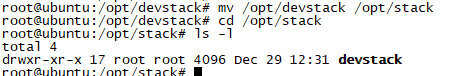 root@ubuntu:/opt/devstack# mv /opt/devstack /opt/stack
root@ubuntu:/opt/devstack# cd /opt/stack
root@ubuntu:/opt/stack# ls -l
total 4
drwxr-xr-x 17 root root 4096 Dec 29 12:31 devstack
root@ubuntu:/opt/stack#